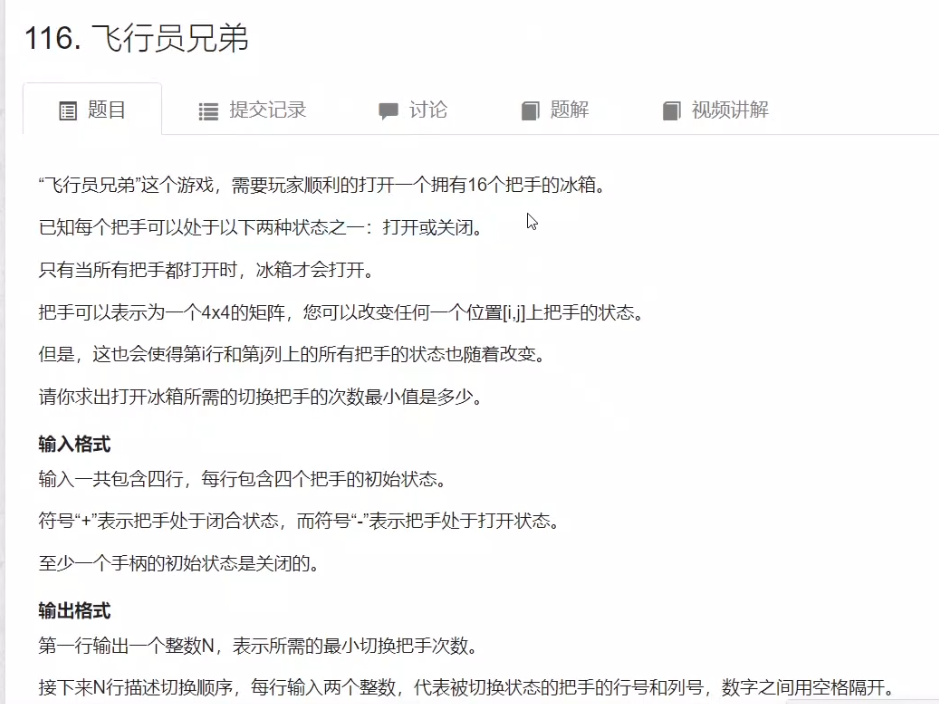 116. 飞行员兄弟
题目 提交记录 讨论 题解 视频讲解
“飞行员兄弟”这个游戏，需要玩家顺利的打开一个拥有16个把手的冰箱。
已知每个把手可以处于以下两种状态之一：打开或关闭。
只有当所有把手都打开时，冰箱才会打开。
把手可以表示为一个4x4的矩阵，您可以改变任何一个位置[i,j]上把手的状态。
但是，这也会使得第i行和第j列上的所有把手的状态也随着改变。
请你求出打开冰箱所需的切换把手的次数最小值是多少。
输入格式
输入一共包含四行，每行包含四个把手的初始状态。
符号“+”表示把手处于闭合状态，而符号“-”表示把手处于打开状态。
至少一个手柄的初始状态是关闭的。
输出格式
第一行输出一个整数N，表示所需的最小切换把手次数。
接下来N行描述切换顺序，每行输入两个整数，代表被切换状态的把手的行号和列号，数字之间用空格隔开。